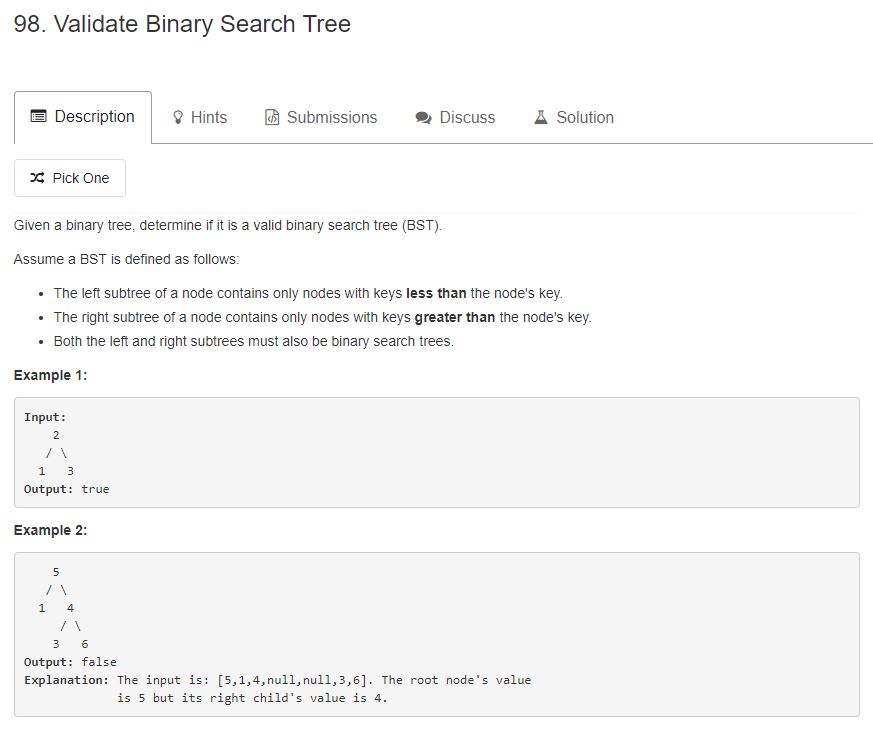 98. Validate Binary Search Tree
Description Hints Submissions Discuss Solution
Pick One
Given a binary tree, determine if it is a valid binary search tree (BST).
Assume a BST is defined as follows:
• The left subtree of a node contains only nodes with keys less than the node's key.
• The right subtree of a node contains only nodes with keys greater than the node's key.
• Both the left and right subtrees must also be binary search trees.
Example 1:
Input:
    2
   / \
  1   3
Output: true
Example 2:
    5
   / \
  1   4
     / \
    3   6
Output: false
Explanation: The input is: [5,1,4,null,null,3,6]. The root node's value
             is 5 but its right child's value is 4.